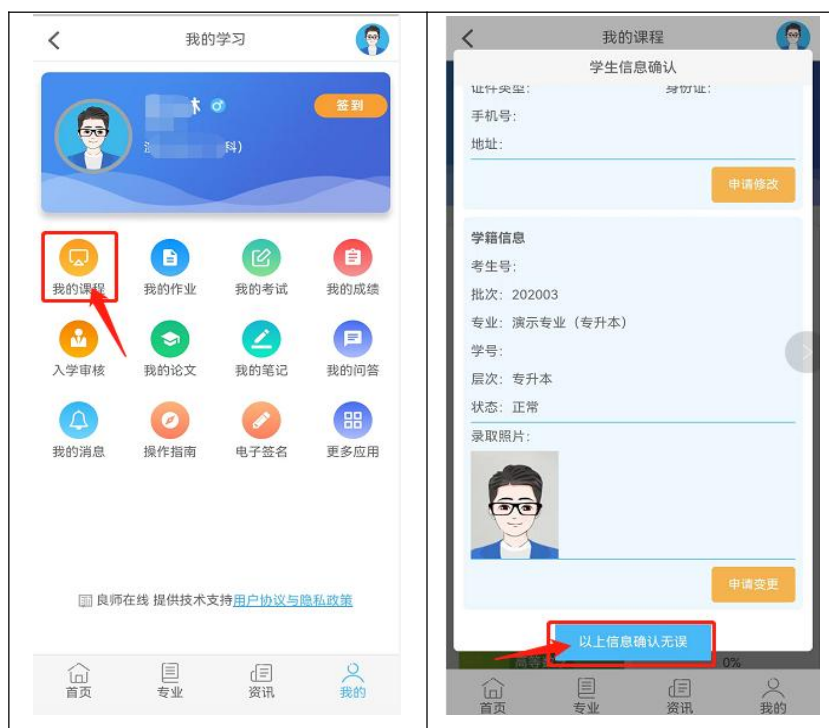 我的学习
签到
科）
我的课程
我的作业
我的考试
我的成绩
入学审核
我的论文
我的笔记
我的问答
我的消息
操作指南
电子签名
更多应用
良师在线 提供技术支持用户协议与隐私政策
首页
专业
资讯
我的
我的课程
学生信息确认
证件类型： 身份证：
手机号：
地址：
申请修改
学籍信息
考生号：
批次：202003
专业：演示专业（专升本）
学号：
层次：专升本
状态：正常
录取照片：
申请变更
以上信息确认无误
0%
首页
专业
资讯
我的